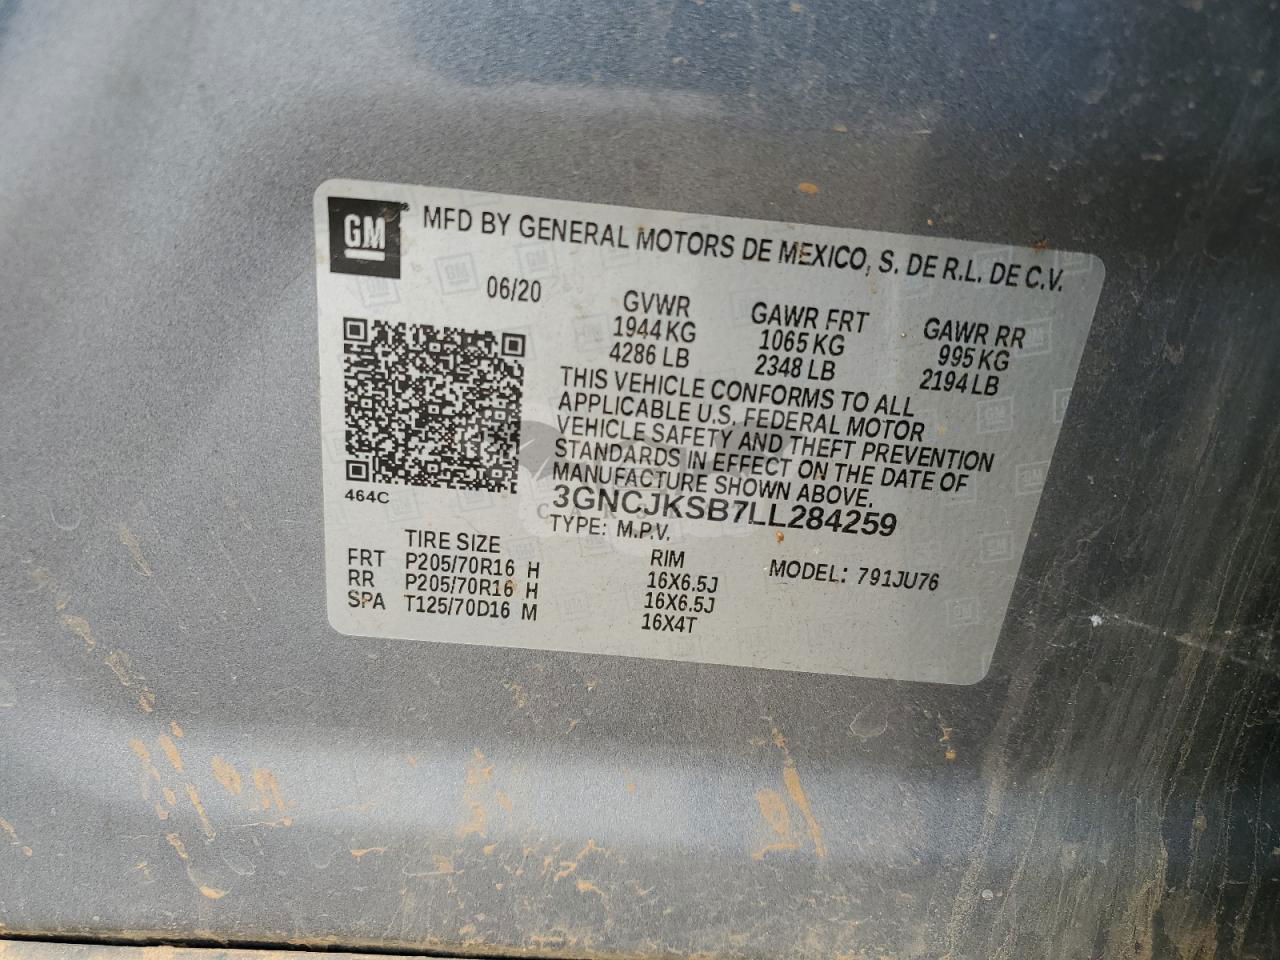 GM
MFD BY GENERAL MOTORS DE MEXICO, S. DE R.L. DE C.V.
06/20
GVWR GAWR FRT GAWR RR
1944 KG 1065 KG 995 KG
4286 LB 2348 LB 2194 LB
THIS VEHICLE CONFORMS TO ALL
APPLICABLE U.S. FEDERAL MOTOR
VEHICLE SAFETY AND THEFT PREVENTION
STANDARDS IN EFFECT ON THE DATE OF
MANUFACTURE SHOWN ABOVE.
464C
3GNCJKSB7LL284259
TYPE: M.P.V.
TIRE SIZE RIM MODEL: 791JU76
FRT P205/70R16 H 16X6.5J
RR P205/70R16 H 16X6.5J
SPA T125/70D16 M 16X4T